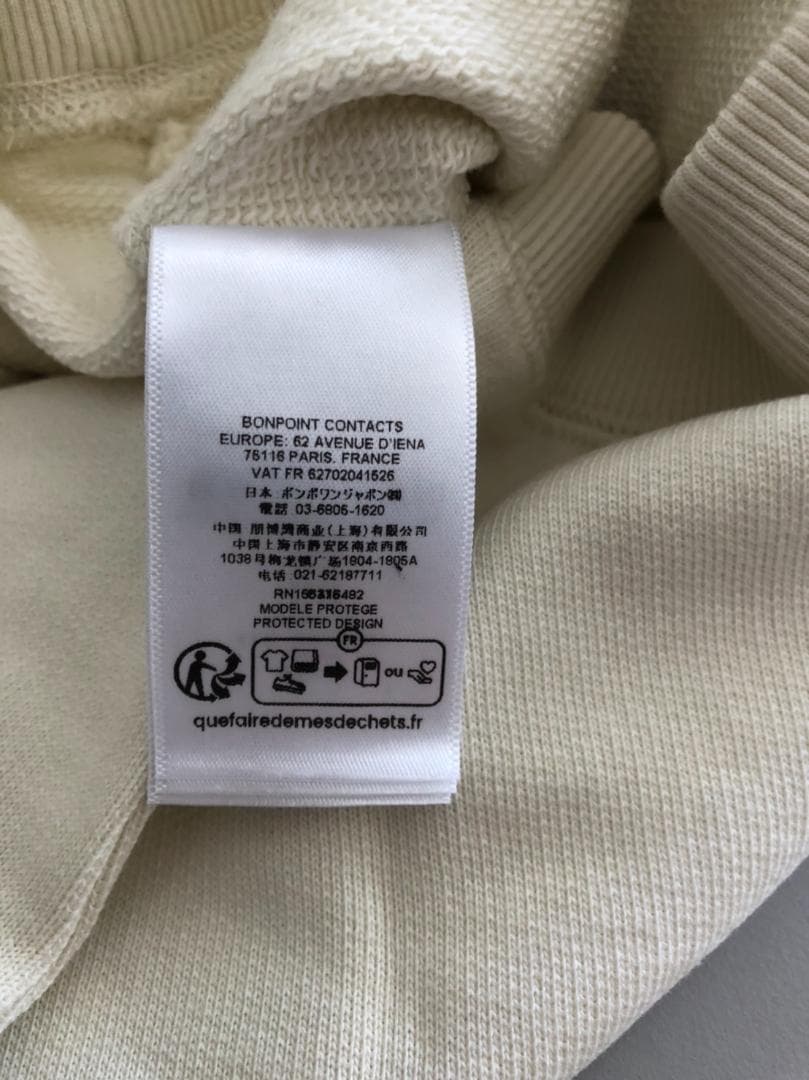 BONPOINT CONTACTS
EUROPE: 62 AVENUE D'IENA
75116 PARIS. FRANCE
VAT FR 62702041526
日本 ボンポワンジャポン㈱
電話 03-6806-1620
中国 朋博湾商业(上海)有限公司
中国上海市静安区南京西路
1038号梅龙镇广场1904-1805A
电话:021-62187711
MODELE PROTEGE
PROTECTED DESIGN
FR
ou
quefairedemesdechets.fr